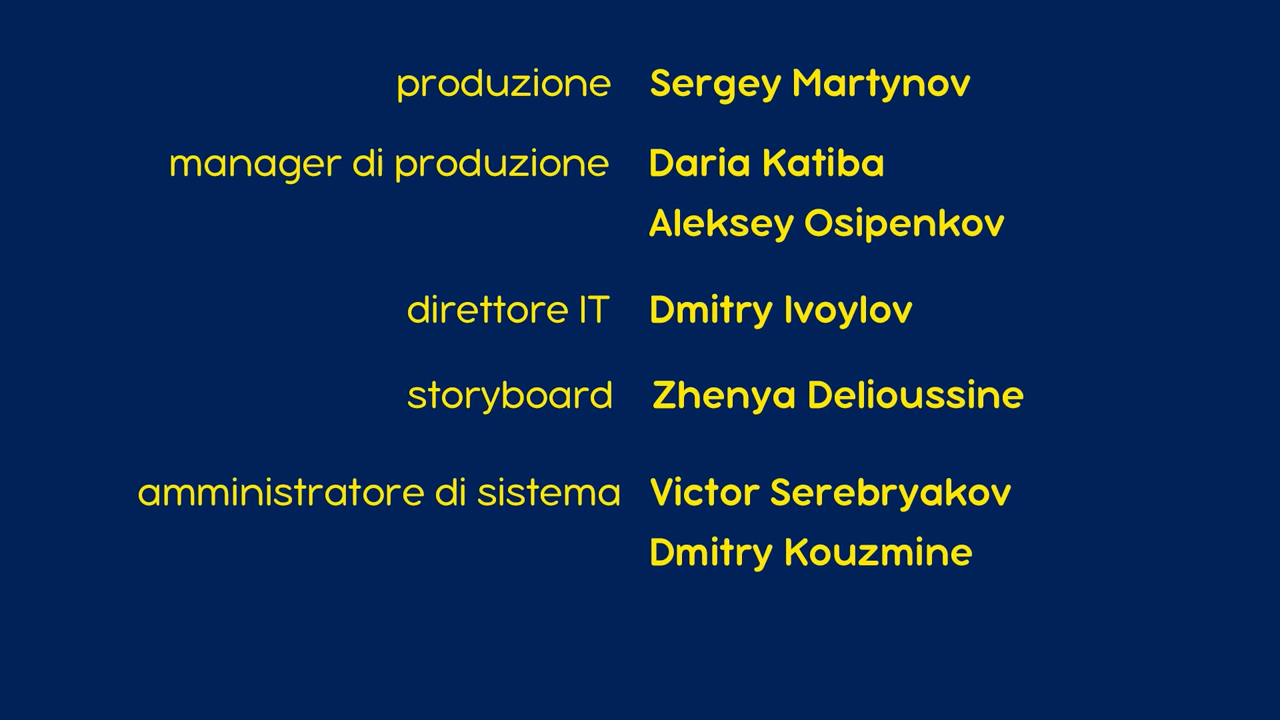 produzione Sergey Martynov
manager di produzione Daria Katiba
Aleksey Osipenkov
direttore IT Dmitry Ivoylov
storyboard Zhenya Delioussine
amministratore di sistema Victor Serebryakov
Dmitry Kouzmine